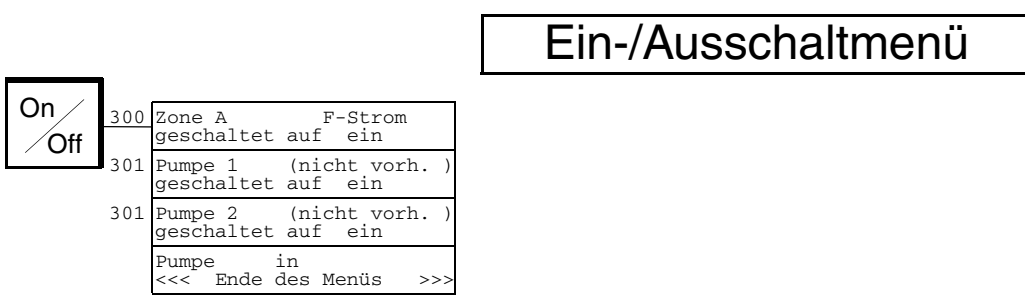 Ein-/Ausschaltmenü
On/Off
300 Zone A F-Strom
geschaltet auf ein
301 Pumpe 1 (nicht vorh. )
geschaltet auf ein
301 Pumpe 2 (nicht vorh. )
geschaltet auf ein
Pumpe in
<<< Ende des Menüs >>>